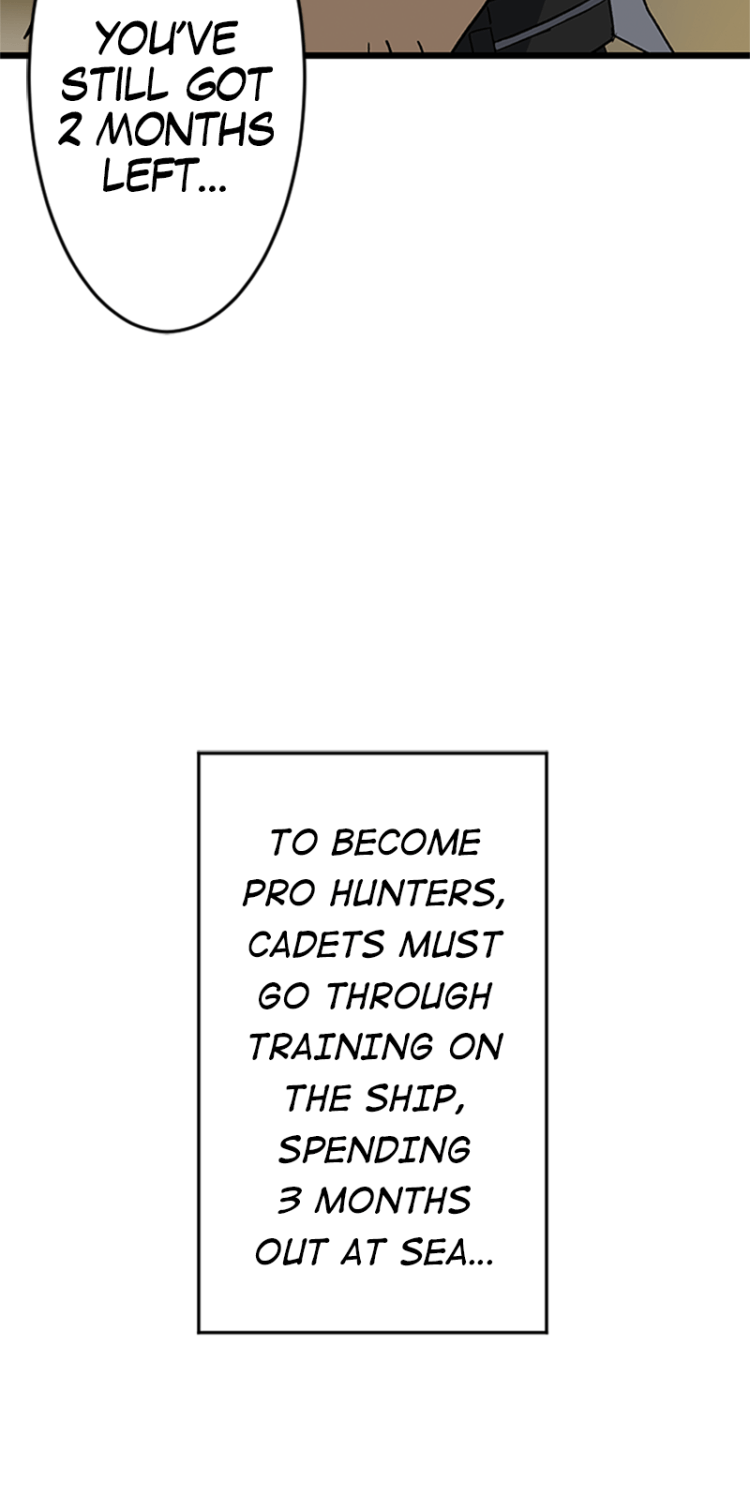 YOU'VE
STILL GOT
2 MONTHS
LEFT...
TO BECOME
PRO HUNTERS,
CADETS MUST
GO THROUGH
TRAINING ON
THE SHIP,
SPENDING
3 MONTHS
OUT AT SEA...